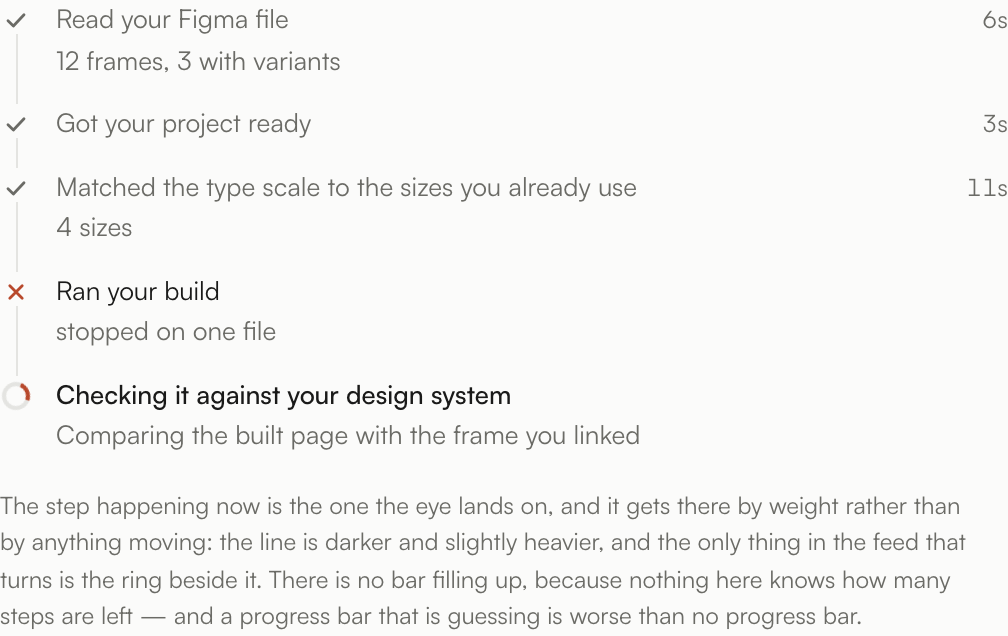 Read your Figma file 6s
12 frames, 3 with variants
Got your project ready 3s
Matched the type scale to the sizes you already use 11s
4 sizes
Ran your build
stopped on one file
Checking it against your design system
Comparing the built page with the frame you linked
The step happening now is the one the eye lands on, and it gets there by weight rather than
by anything moving: the line is darker and slightly heavier, and the only thing in the feed that
turns is the ring beside it. There is no bar filling up, because nothing here knows how many
steps are left — and a progress bar that is guessing is worse than no progress bar.